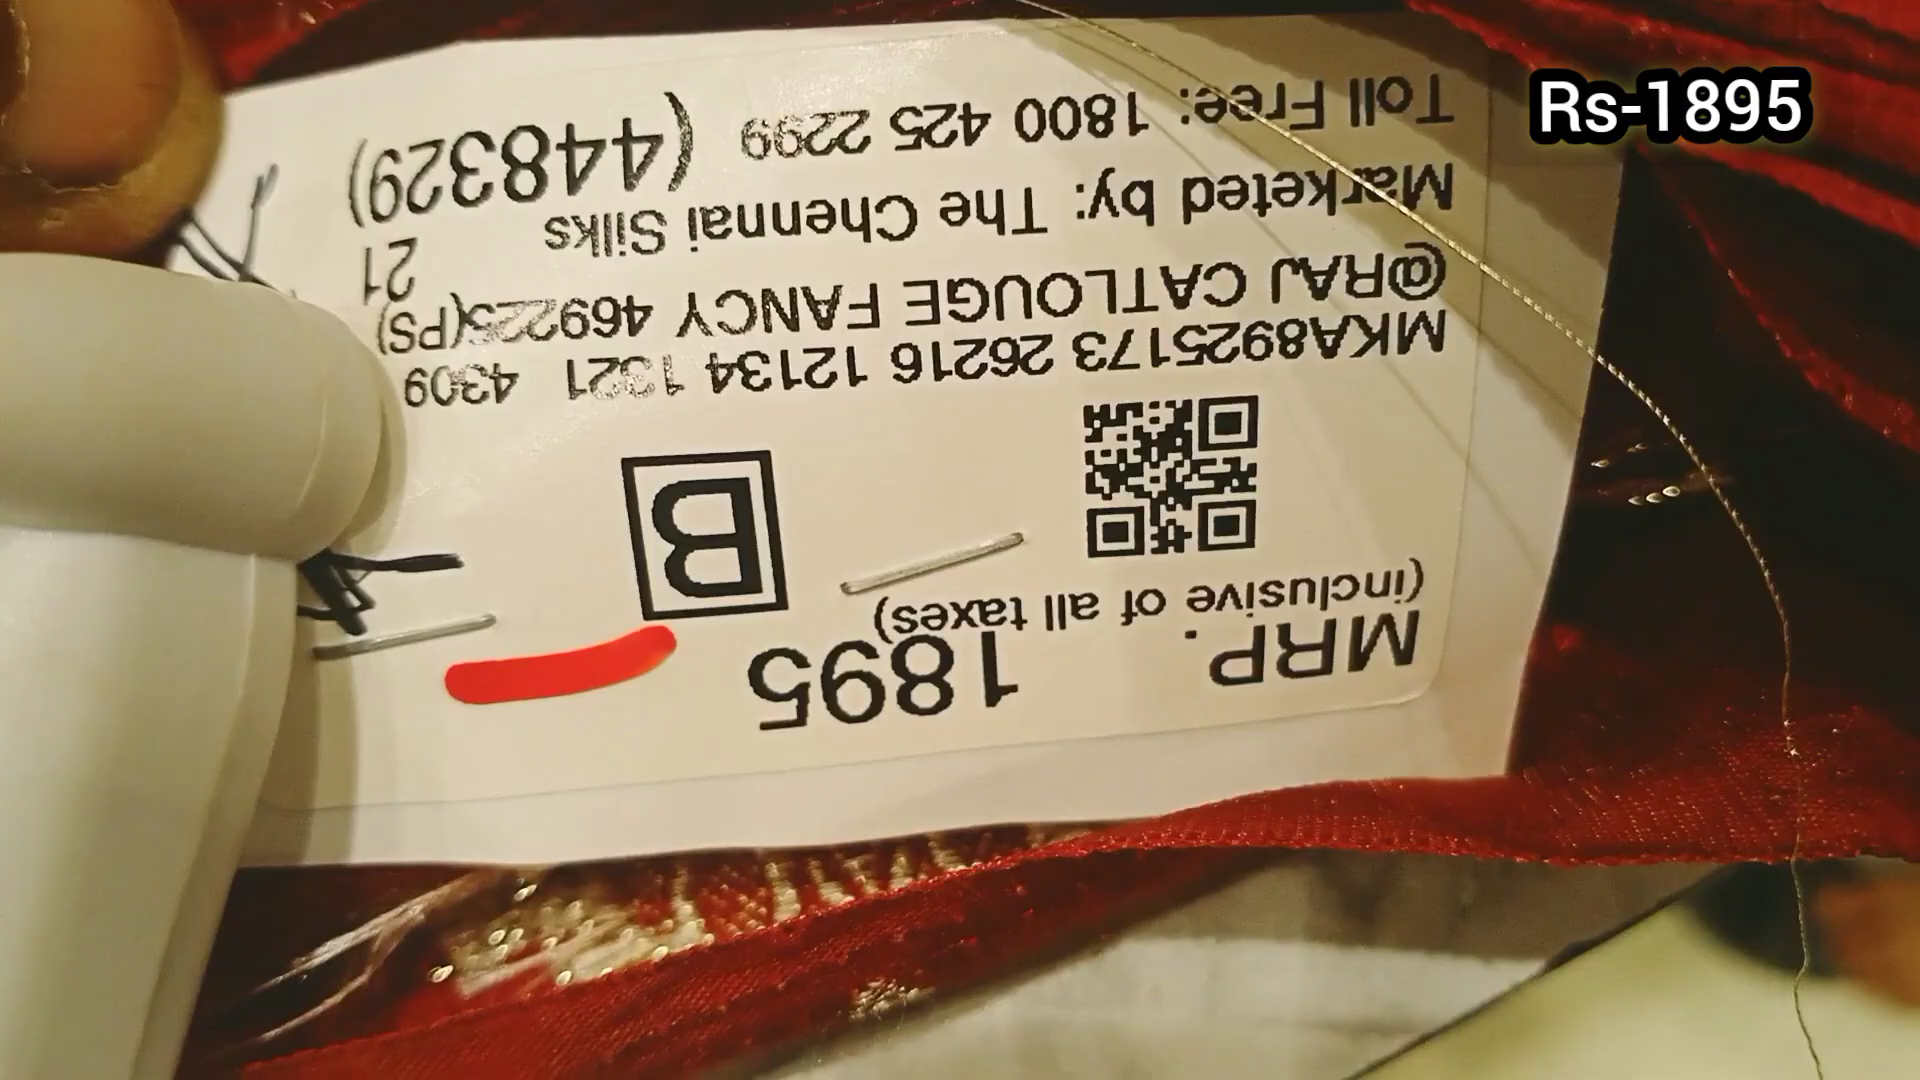 Rs-1895
MRP. 1895
(inclusive of all taxes)
B
MKA8925173 26216 12134 1321 4309
@RAJ CATLOUGE FANCY 469225(PS)
21
Marketed by: The Chennai Silks
Toll Free: 1800 425 2299 (448329)